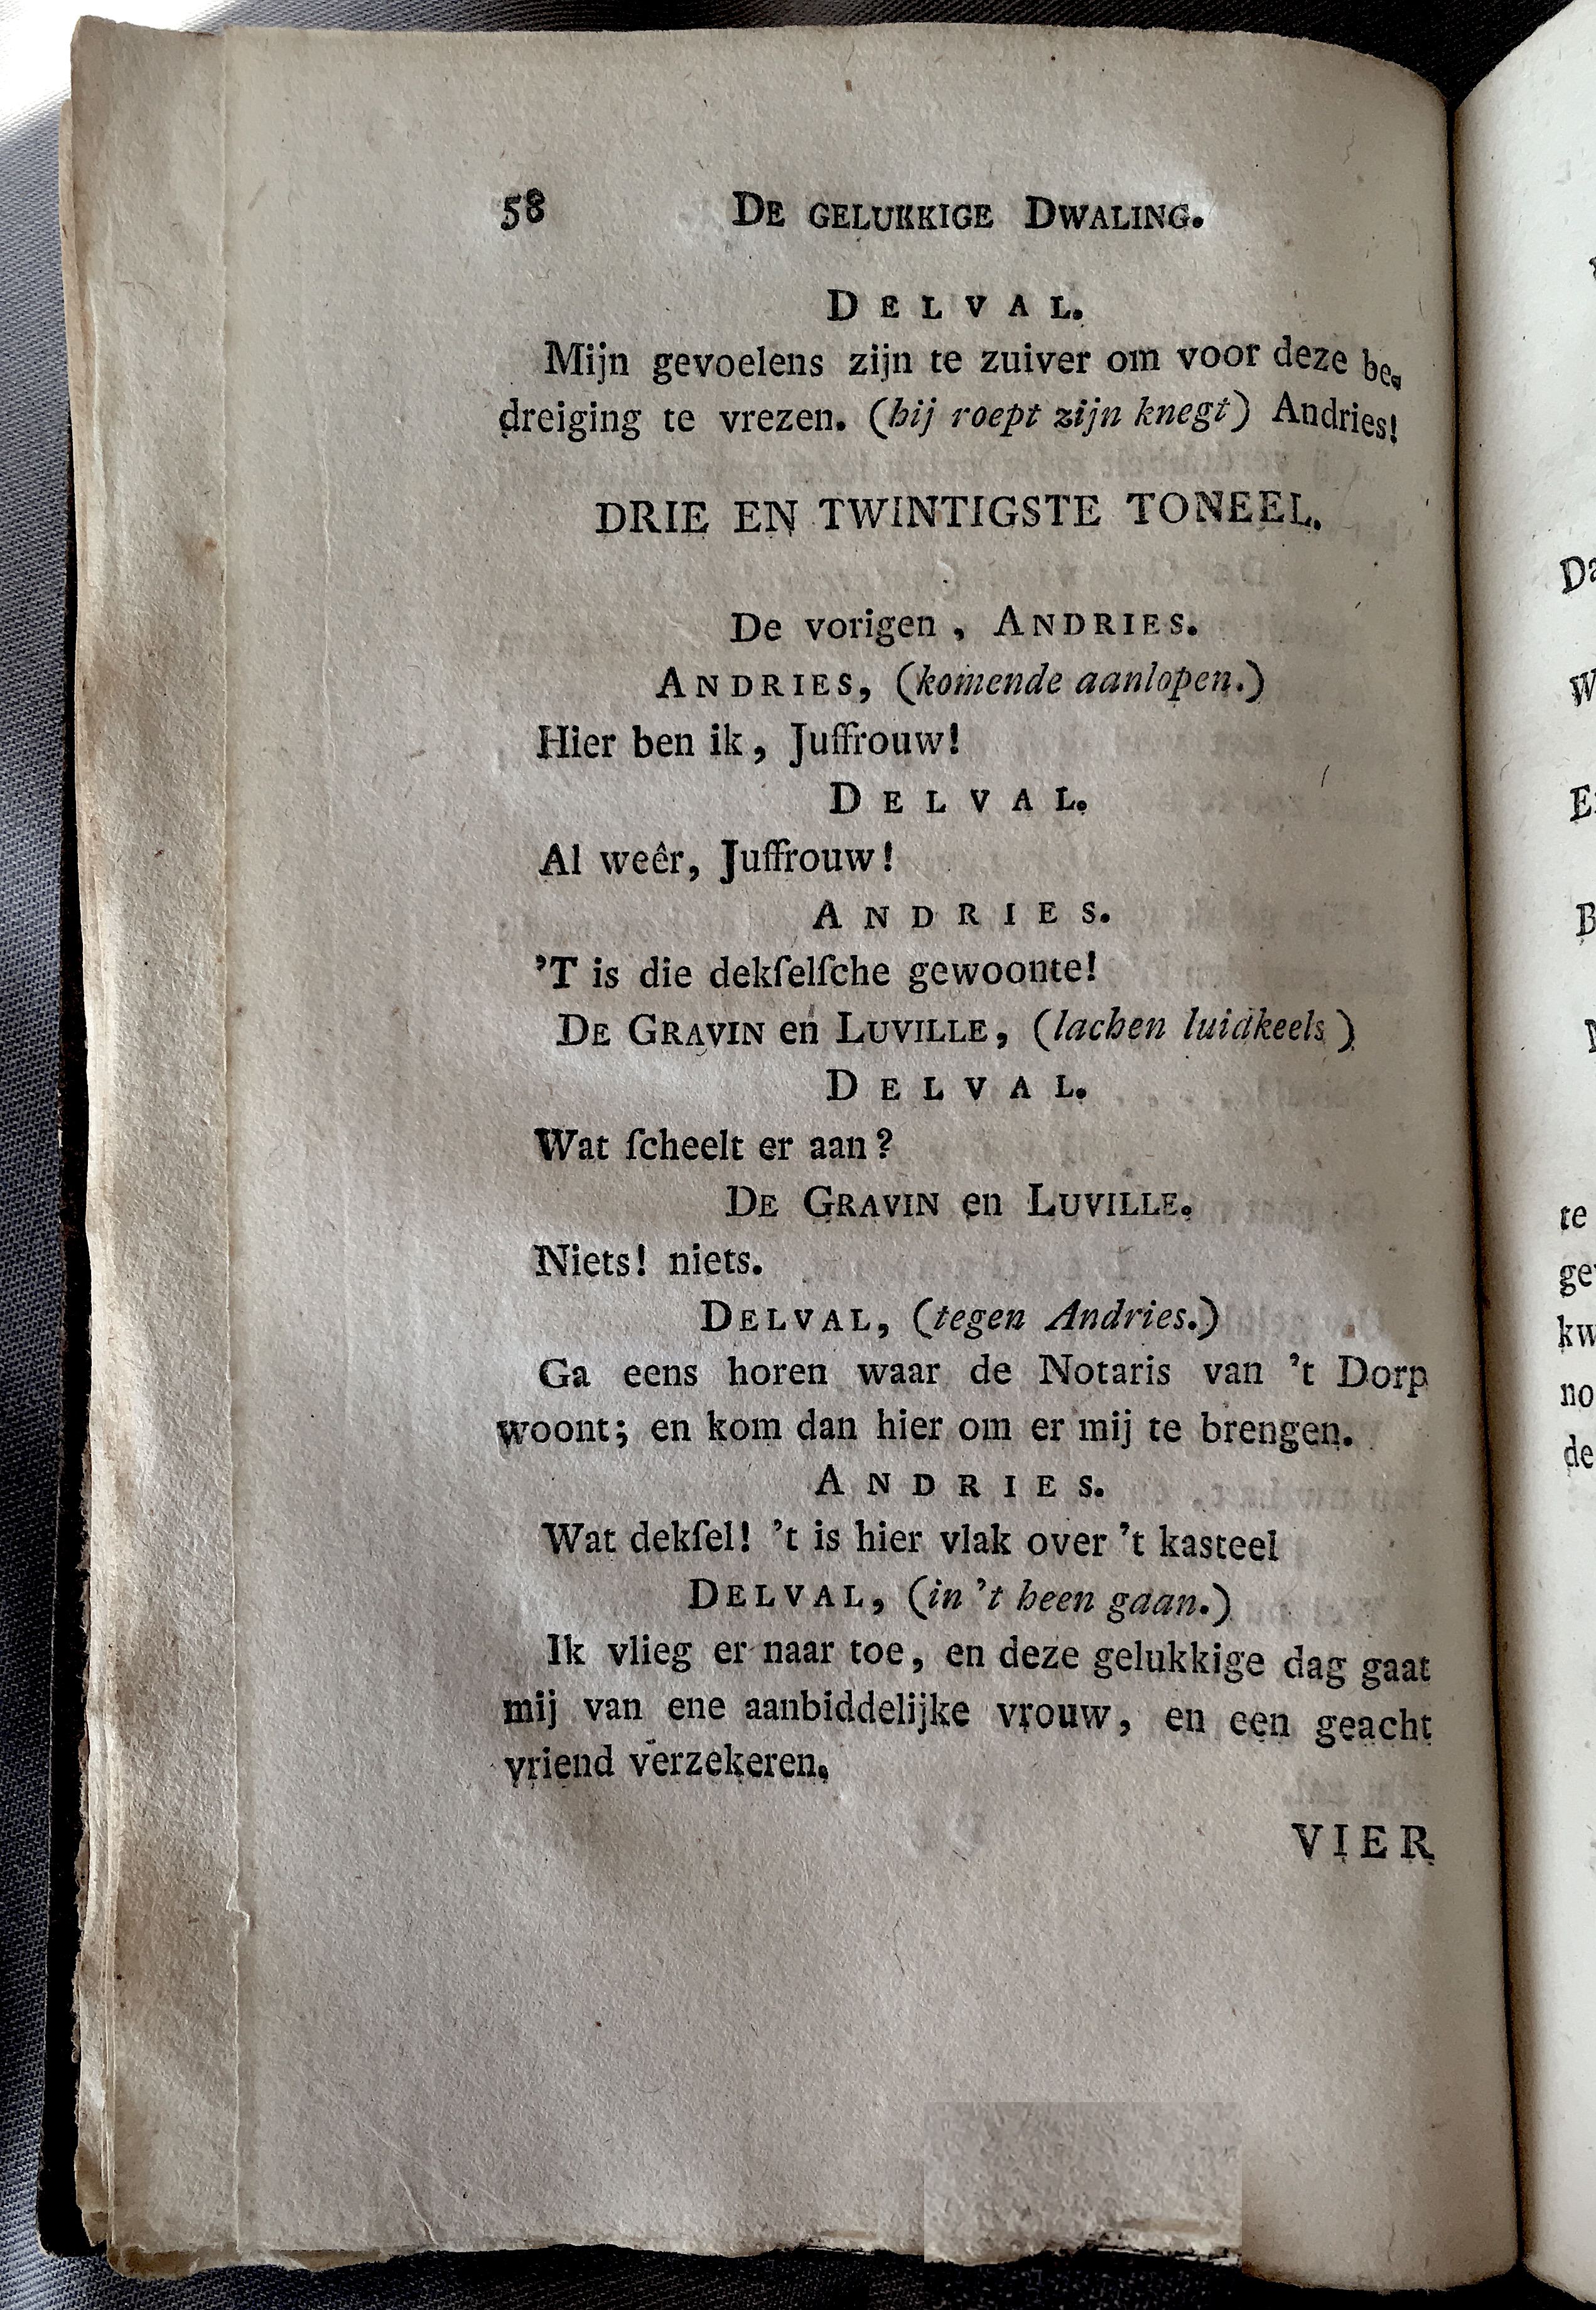 58 De gelukkige Dwaling.
Delval.
Mijn gevoelens zijn te zuiver om voor deze be-
dreiging te vrezen. (hij roept zijn knegt) Andries!
DRIE EN TWINTIGSTE TONEEL.
De vorigen, Andries.
Andries, (komende aanlopen.)
Hier ben ik, Juffrouw!
Delval.
Al weêr, Juffrouw!
Andries.
'T is die dekſelſche gewoonte!
De Gravin en Luville, (lachen luidkeels)
Delval.
Wat ſcheelt er aan?
De Gravin en Luville.
Niets! niets.
Delval, (tegen Andries.)
Ga eens horen waar de Notaris van 't Dorp
woont; en kom dan hier om er mij te brengen.
Andries.
Wat dekſel! 't is hier vlak over 't kasteel
Delval, (in 't heen gaan.)
Ik vlieg er naar toe, en deze gelukkige dag gaat
mij van ene aanbiddelijke vrouw, en een geacht
vriend verzekeren.
VIER
te
no
de